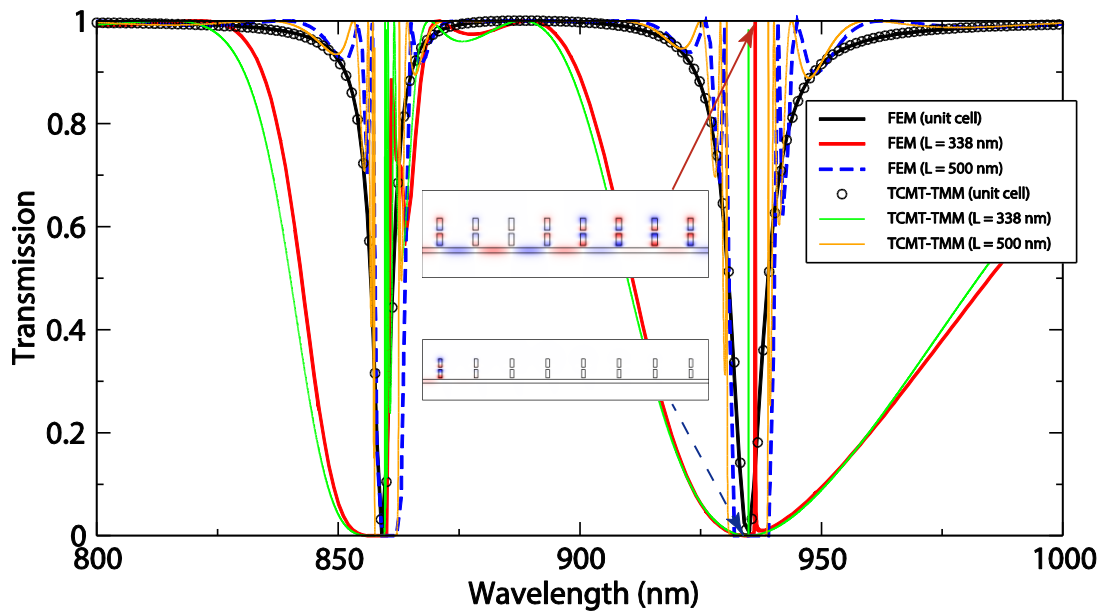 1
0.8
0.6
0.4
0.2
0
Transmission
FEM (unit cell)
FEM (L = 338 nm)
FEM (L = 500 nm)
TCMT-TMM (unit cell)
TCMT-TMM (L = 338 nm)
TCMT-TMM (L = 500 nm)
800 850 900 950 1000
Wavelength (nm)